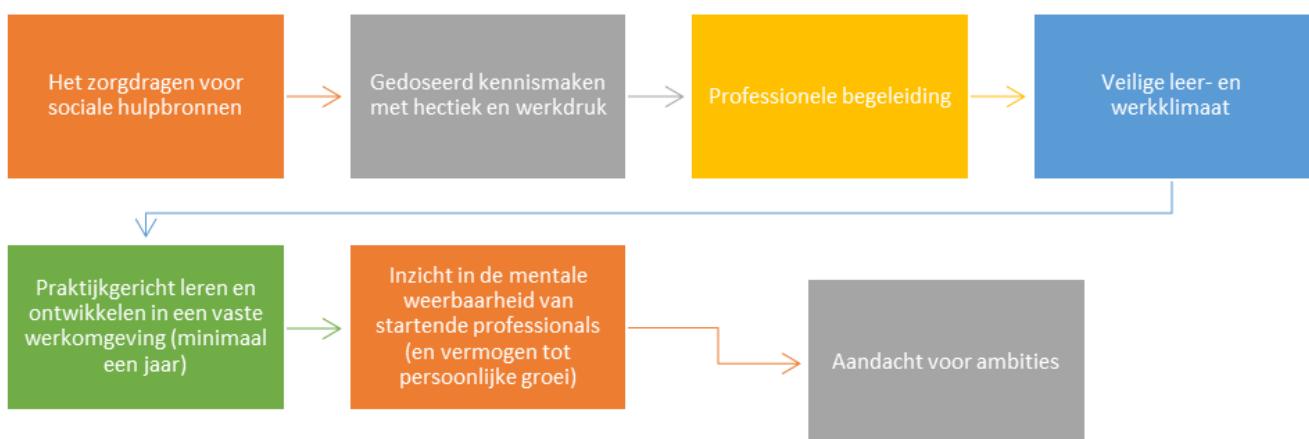 Het zorgdragen voor
sociale hulpbronnen
Gedoseerd kennismaken
met hectiek en werkdruk
Professionele begeleiding
Veilige leer- en
werkklimaat
Praktijkgericht leren en
ontwikkelen in een vaste
werkomgeving (minimaal
een jaar)
Inzicht in de mentale
weerbaarheid van
startende professionals
(en vermogen tot
persoonlijke groei)
Aandacht voor ambities